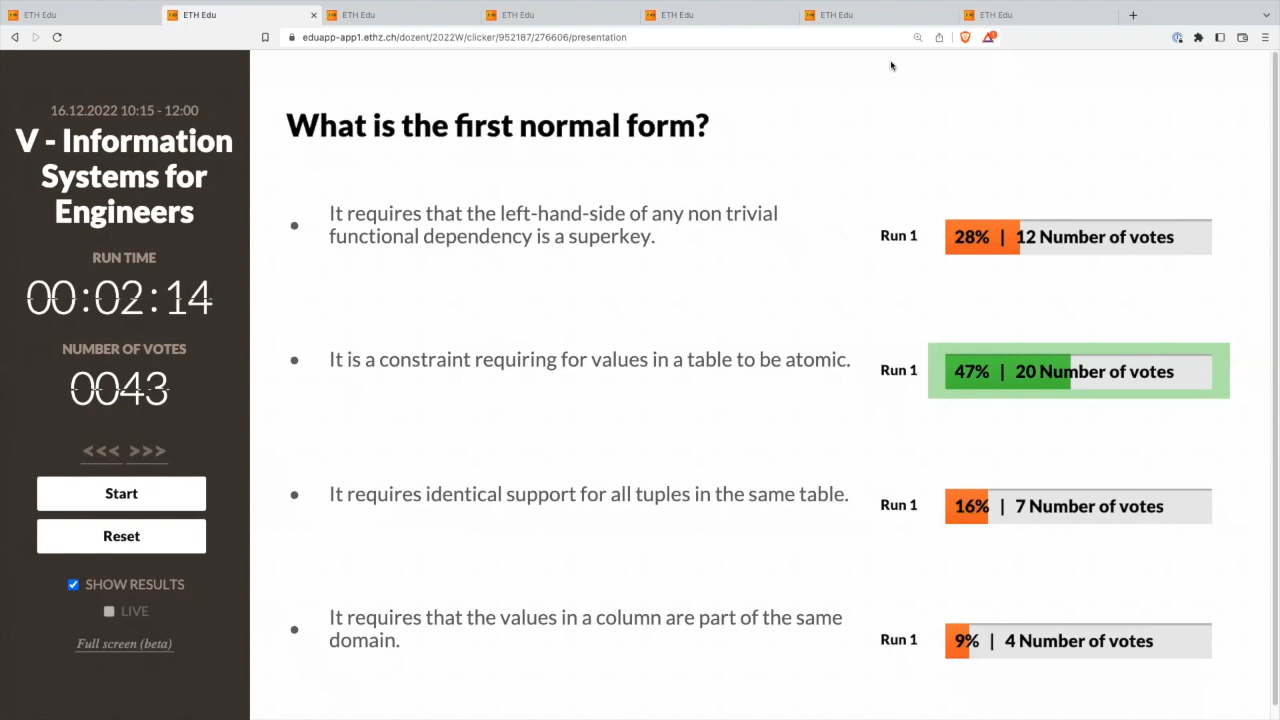 ETH Edu
ETH Edu
ETH Edu
ETH Edu
ETH Edu
ETH Edu
ETH Edu
eduapp-app1.ethz.ch/dozent/2022W/clicker/952187/276606/presentation
16.12.2022 10:15 - 12:00
V - Information
Systems for
Engineers
RUN TIME
00:02:14
NUMBER OF VOTES
0043
<<< >>>
Start
Reset
SHOW RESULTS
LIVE
Full screen (beta)
What is the first normal form?
It requires that the left-hand-side of any non trivial
functional dependency is a superkey.
Run 1
28% | 12 Number of votes
It is a constraint requiring for values in a table to be atomic.
Run 1
47% | 20 Number of votes
It requires identical support for all tuples in the same table.
Run 1
16% | 7 Number of votes
It requires that the values in a column are part of the same
domain.
Run 1
9% | 4 Number of votes